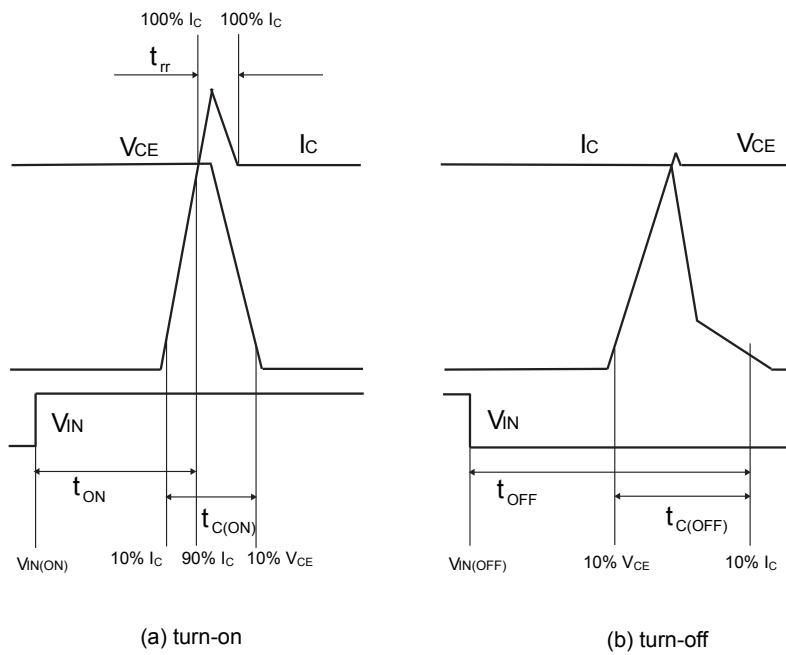 100% IC 100% IC
trr
VCE IC
VIN
tON
tC(ON)
VIN(ON) 10% IC 90% IC 10% VCE
(a) turn-on
IC VCE
VIN
tOFF
tC(OFF)
VIN(OFF) 10% VCE 10% IC
(b) turn-off